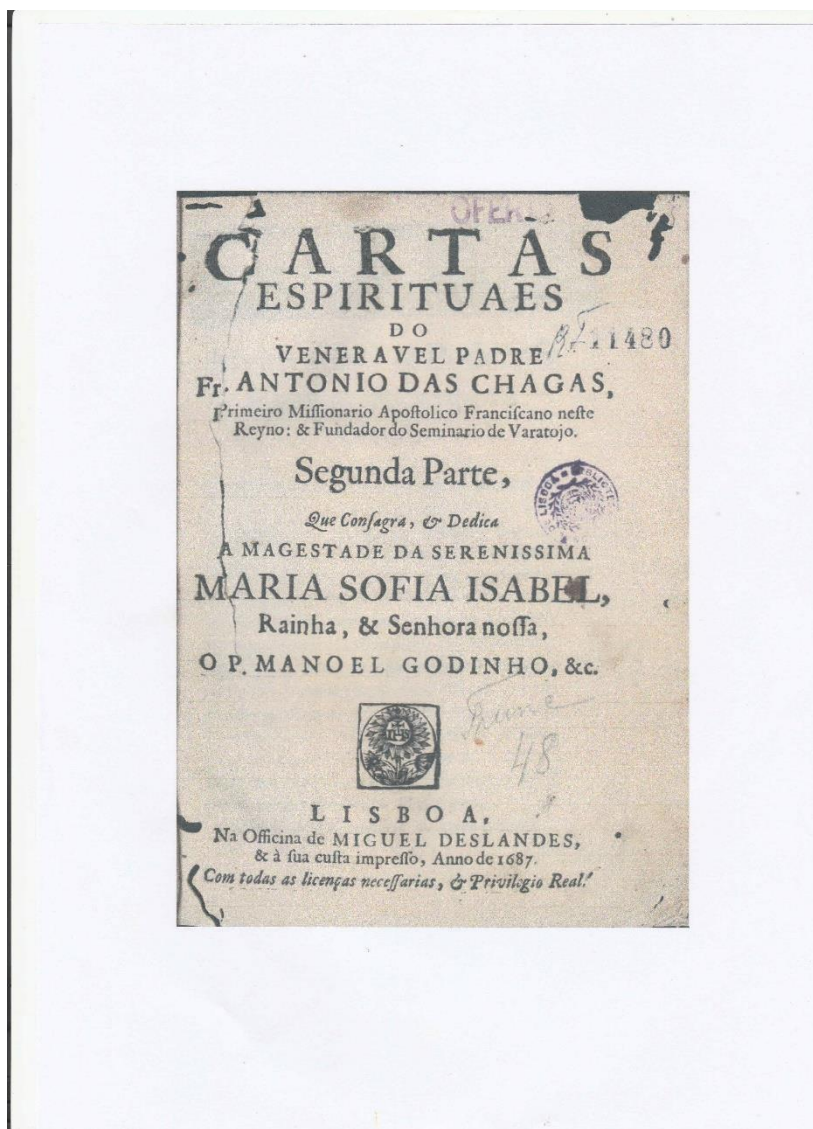 CARTAS
ESPIRITUAES
DO
VENERAVEL PADRE
11480
Fr. ANTONIO DAS CHAGAS,
Primeiro Miſſionario Apoſtolico Franciſcano neſte
Reyno: & Fundador do Seminario de Varatojo.
Segunda Parte,
Que Conſagra, & Dedica
A MAGESTADE DA SERENISSIMA
MARIA SOFIA ISABEL,
Rainha, & Senhora noſſa,
O P. MANOEL GODINHO, &c.
48
LISBOA,
Na Officina de MIGUEL DESLANDES,
& à ſua cuſta impreſſo, Anno de 1687.
Com todas as licenças neceſſarias, & Privilegio Real.